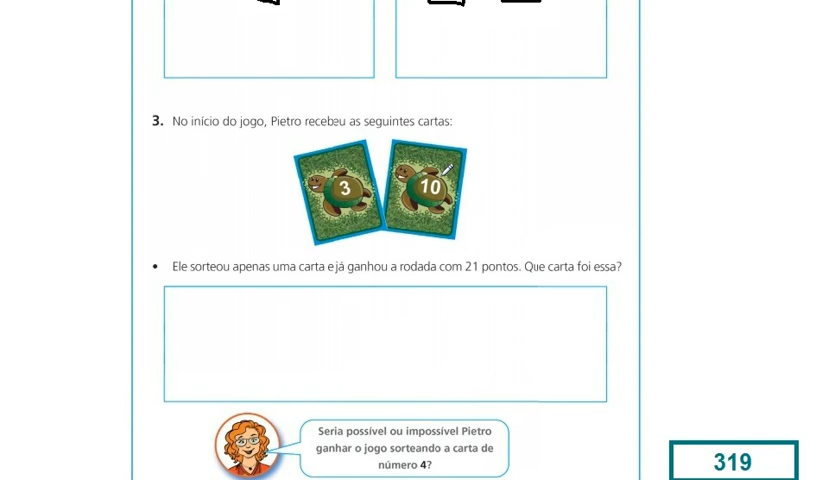 3. No início do jogo, Pietro recebeu as seguintes cartas:
3
10
• Ele sorteou apenas uma carta e já ganhou a rodada com 21 pontos. Que carta foi essa?
Seria possível ou impossível Pietro
ganhar o jogo sorteando a carta de
número 4?
319